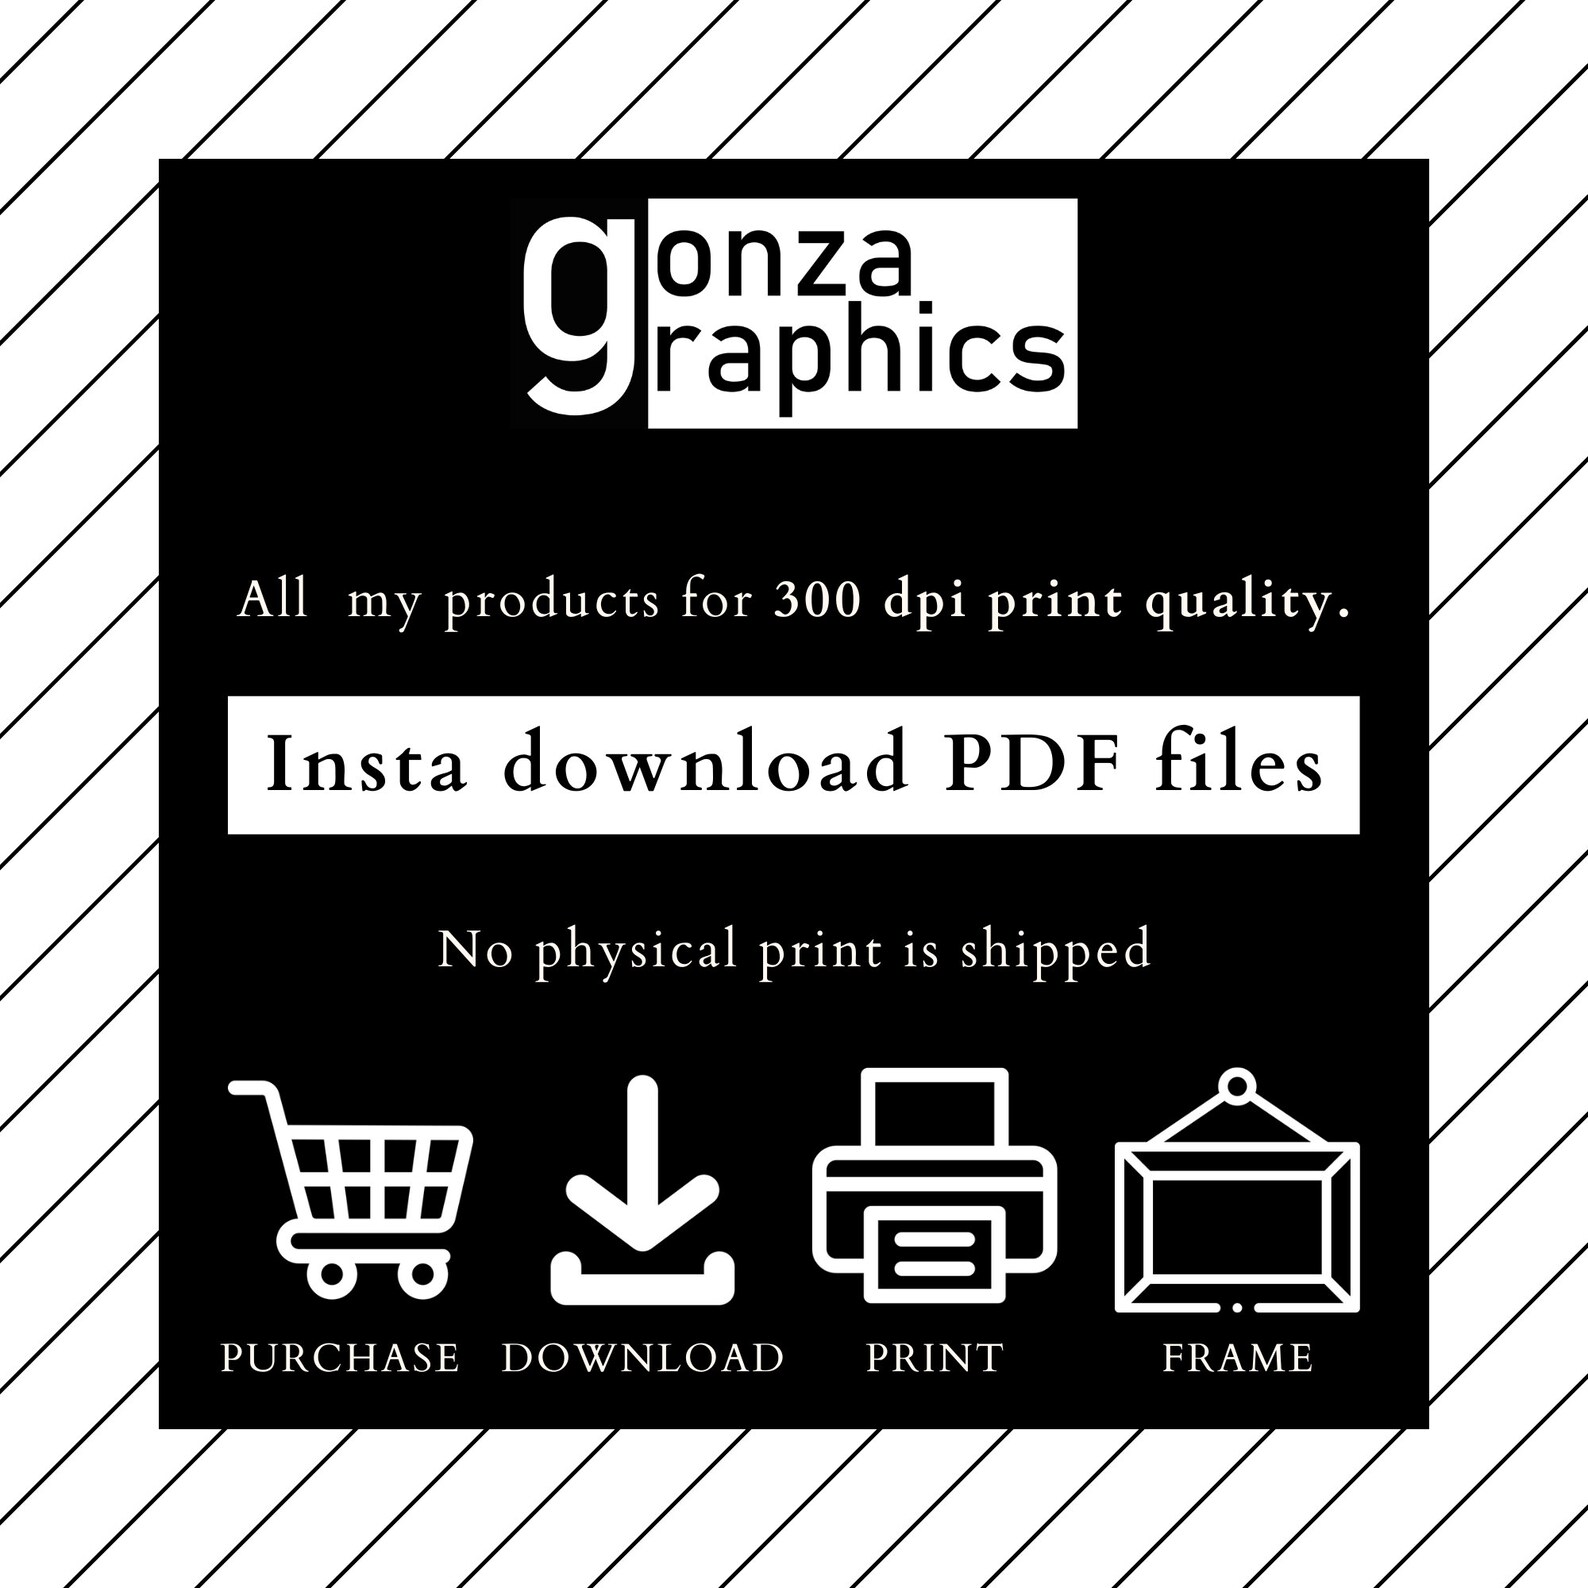 gonza
graphics
All my products for 300 dpi print quality.
Insta download PDF files
No physical print is shipped
PURCHASE DOWNLOAD PRINT FRAME